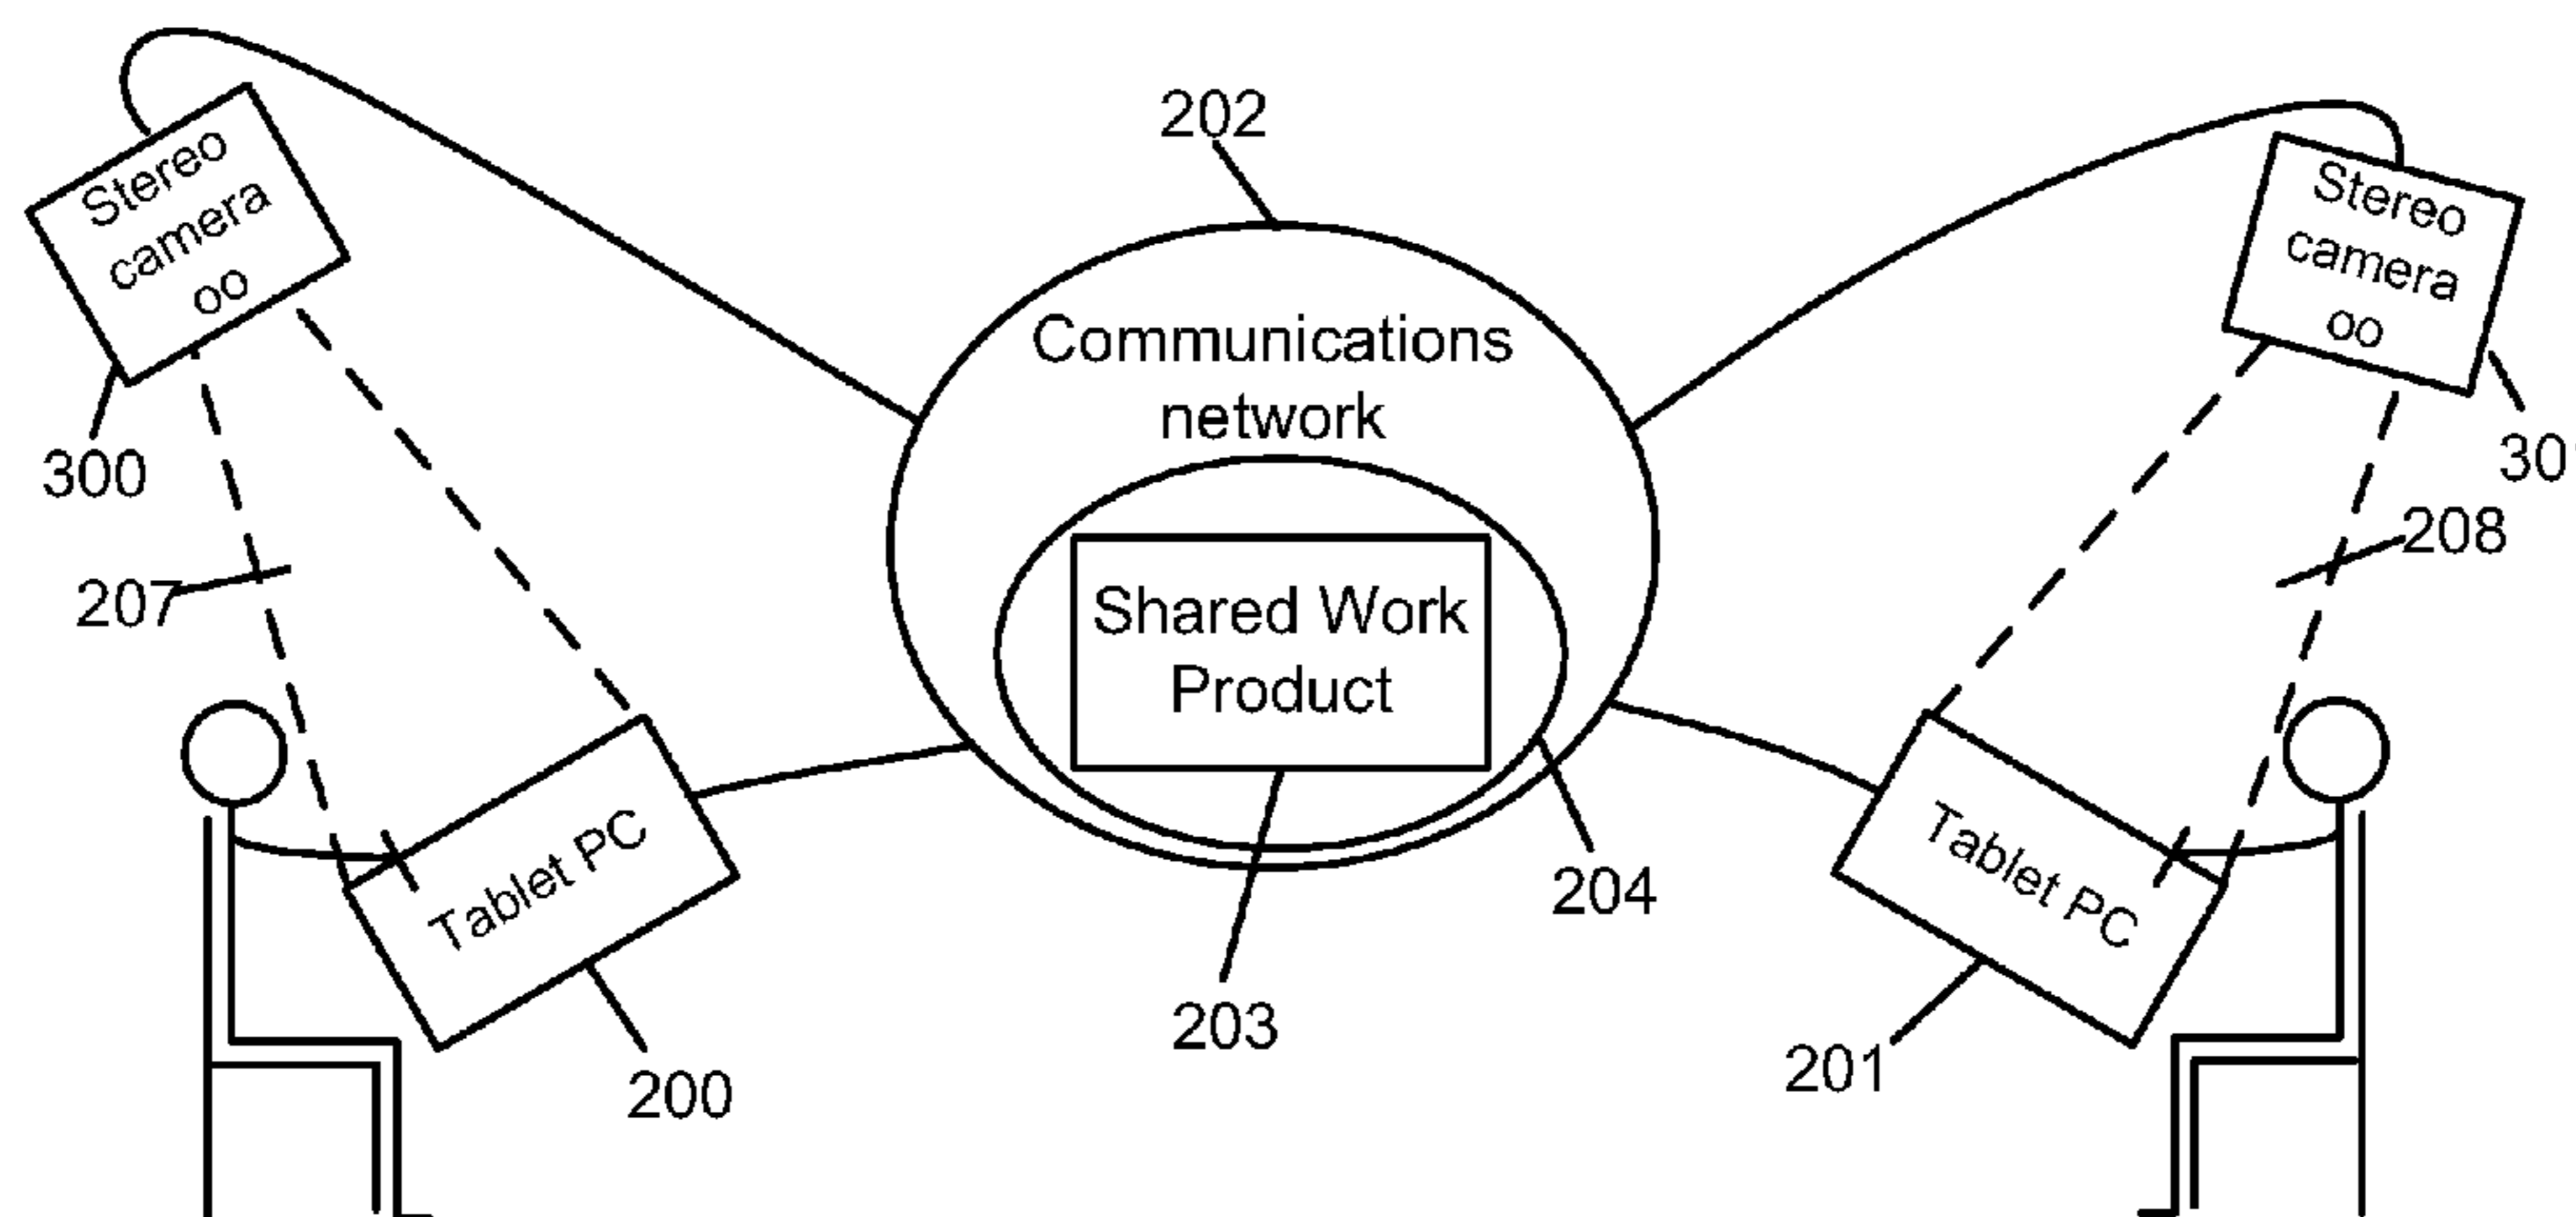 202
Stereo
camera
oo
Stereo
camera
oo
Communications
network
300
30
208
207
Shared Work
Product
Tablet PC
Tablet PC
204
203
201
200